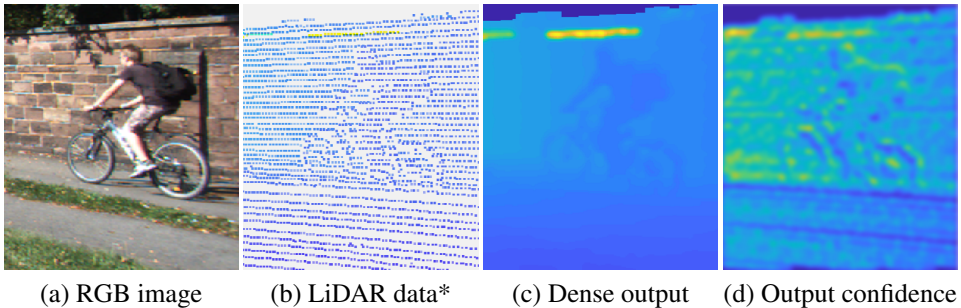 (a) RGB image
(b) LiDAR data*
(c) Dense output
(d) Output confidence